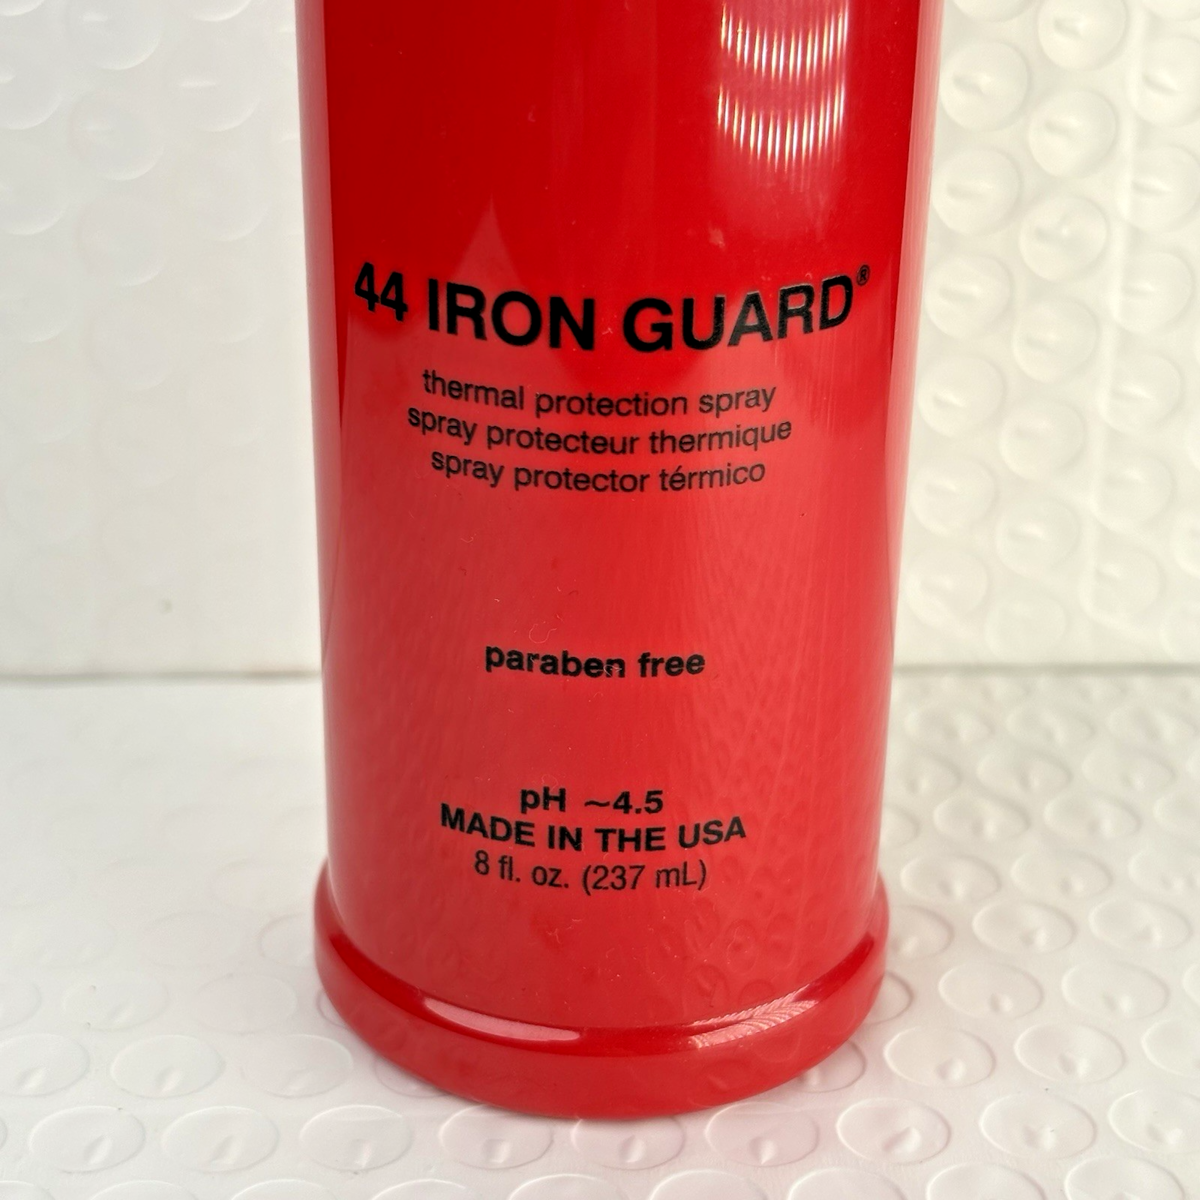 44 IRON GUARD®
thermal protection spray
spray protecteur thermique
spray protector térmico
paraben free
pH ~4.5
MADE IN THE USA
8 fl. oz. (237 mL)